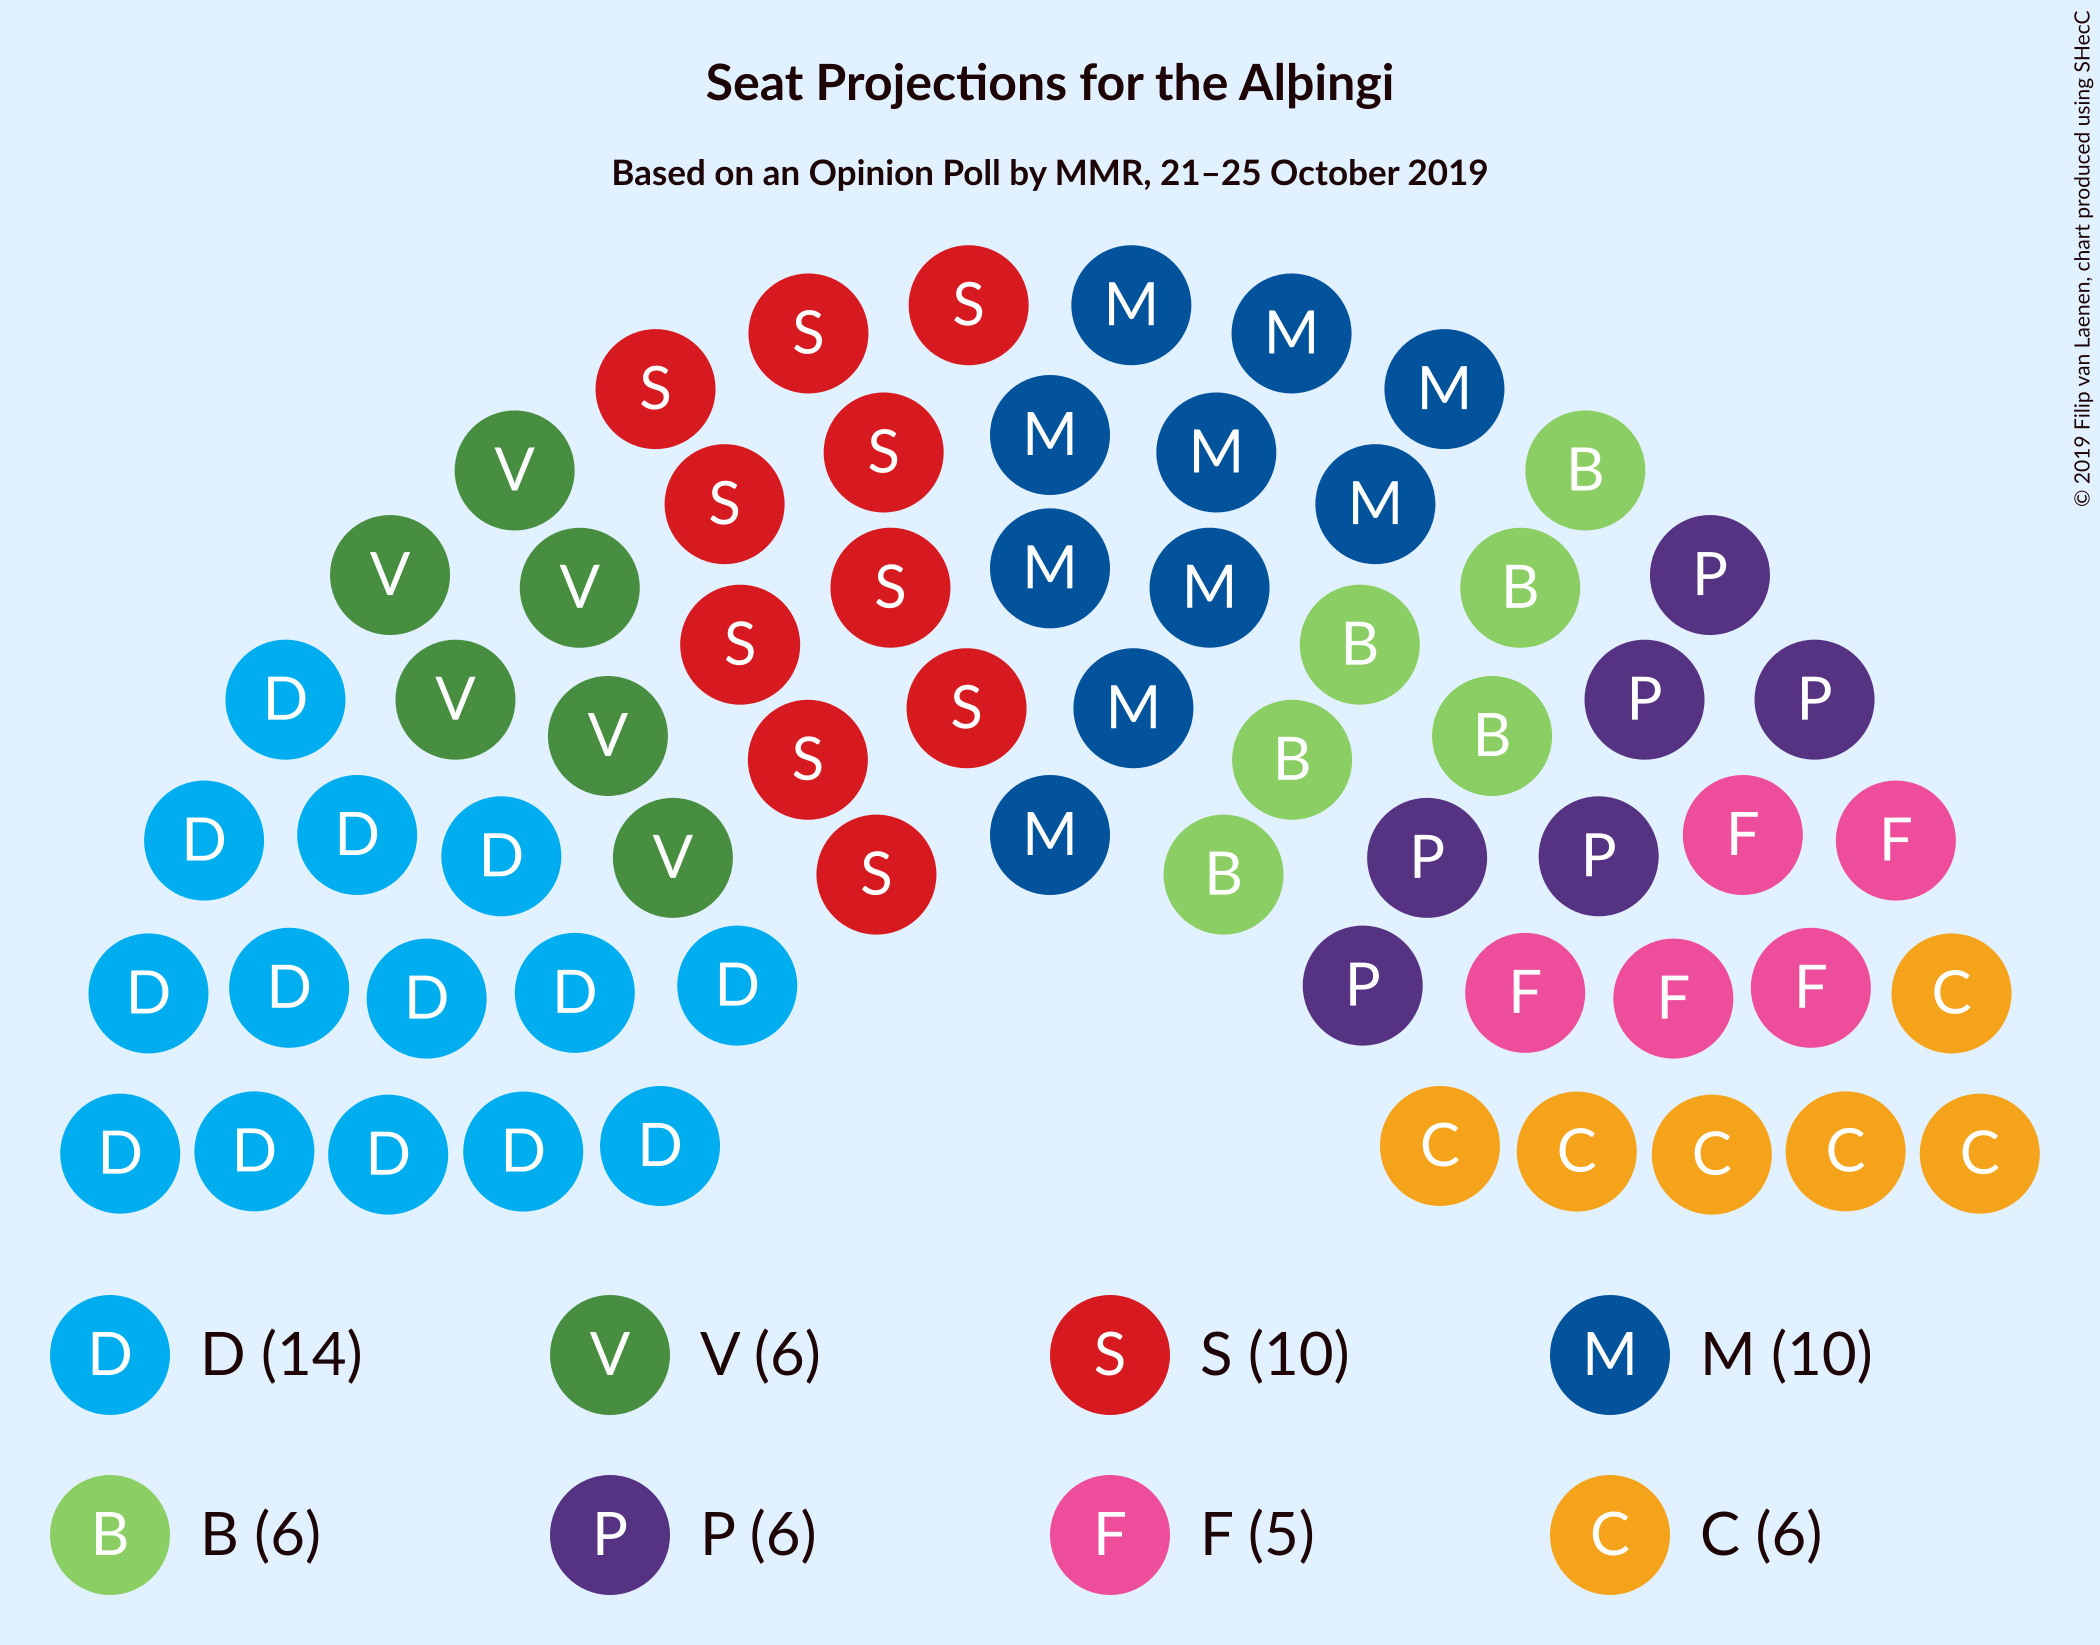 Seat Projections for the Alþingi
Based on an Opinion Poll by MMR, 21–25 October 2019
© 2019 Filip van Laenen, chart produced using SHecC
S M
S M
S M
M
S M
V B
S M
M
V P
S M
V B
S B
D V P P
S M
V B
S B
D D F F
M
D V P P
S B
D P
D D D D F F F C
D D D D D C C C C C
D D (14) V V (6) S S (10) M M (10)
B B (6) P P (6) F F (5) C C (6)